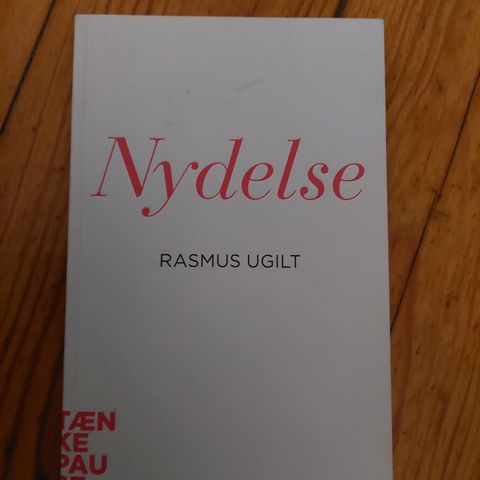 Nydelse
RASMUS UGILT
TÆN
KE
PAU